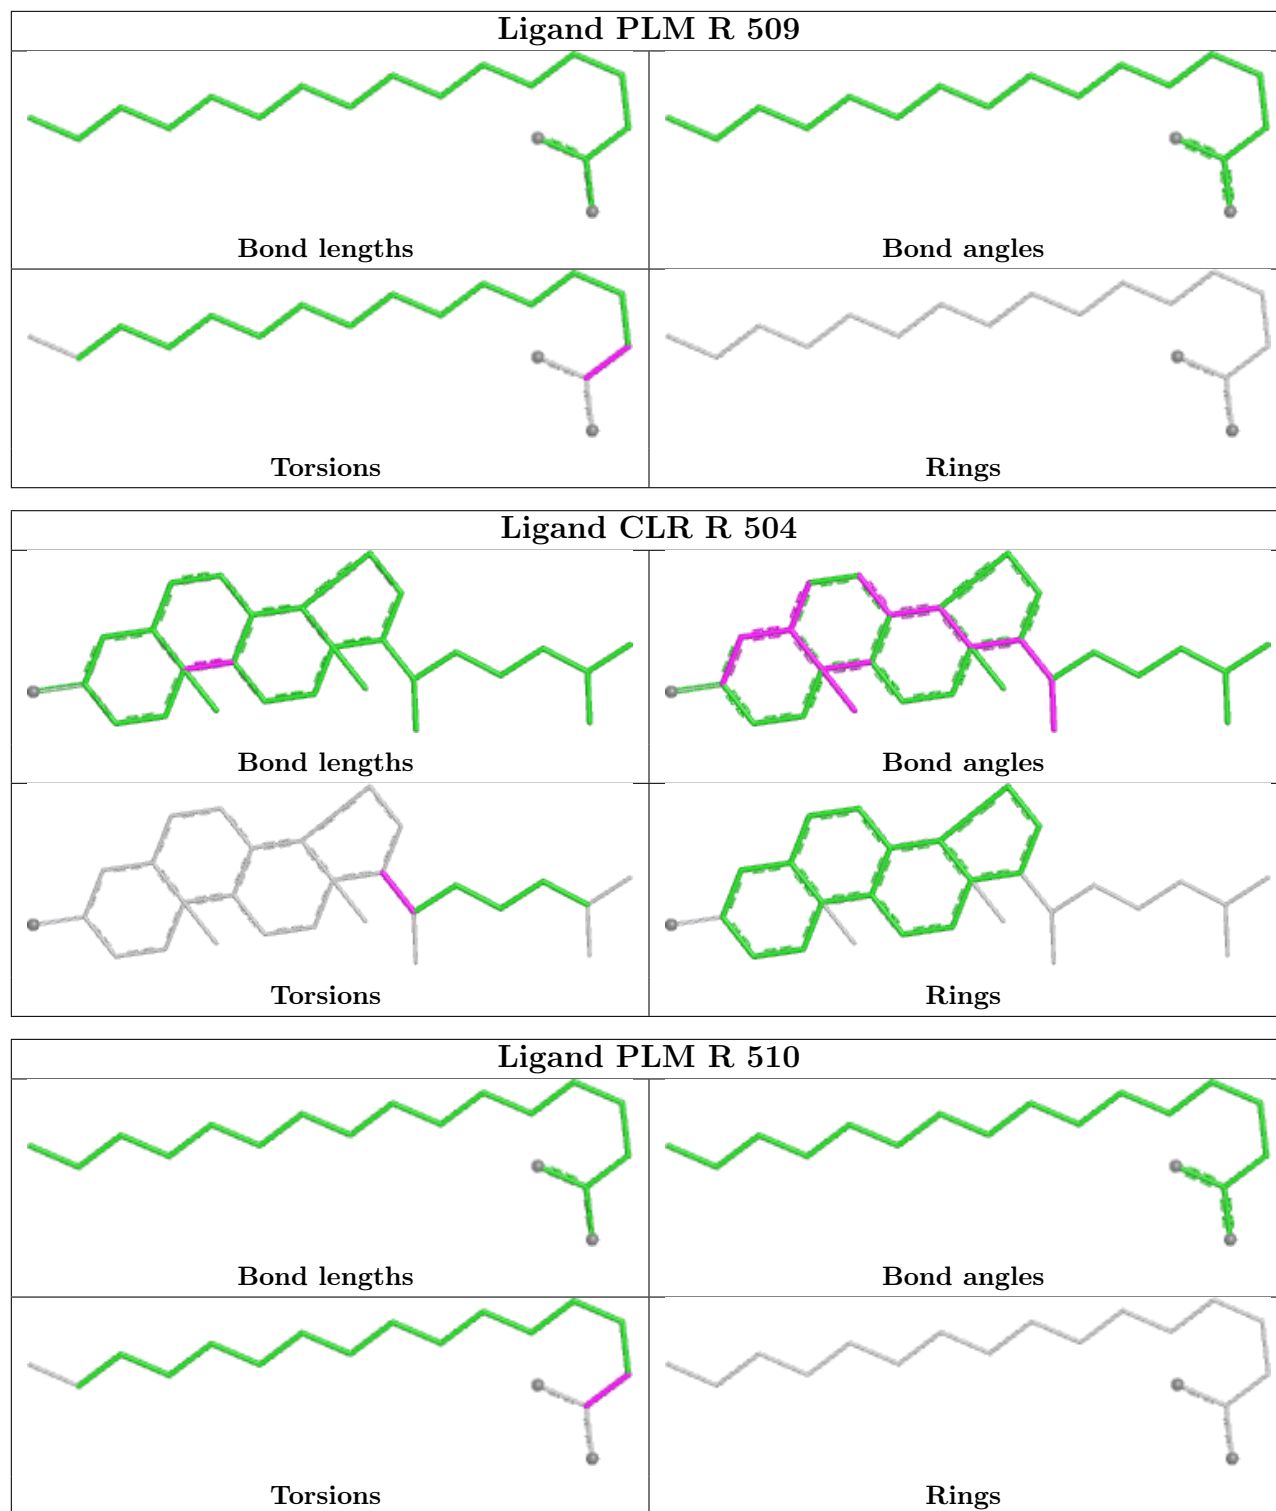 Ligand PLM R 509
Bond lengths
Bond angles
Torsions
Rings
Ligand CLR R 504
Bond lengths
Bond angles
Torsions
Rings
Ligand PLM R 510
Bond lengths
Bond angles
Torsions
Rings